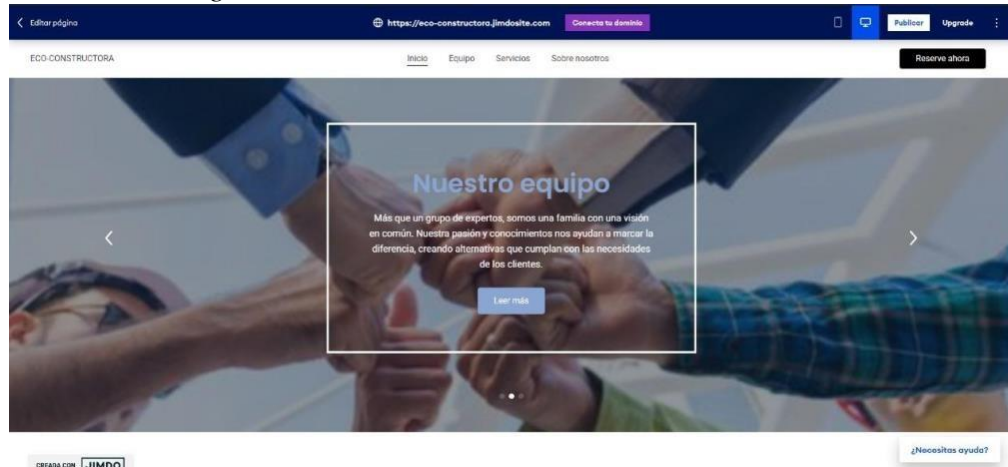 Editar página
https://eco-constructora.jimdosite.com
Conecta tu dominio
Publicar
Upgrade
ECO-CONSTRUCTORA
Inicio
Equipo
Servicios
Sobre nosotros
Reserve ahora
Nuestro equipo
Más que un grupo de expertos, somos una familia con una visión
en común. Nuestra pasión y conocimientos nos ayudan a marcar la
diferencia, creando alternativas que cumplan con las necesidades
de los clientes.
Leer más
¿Necesitas ayuda?
CREADA CON JIMDO